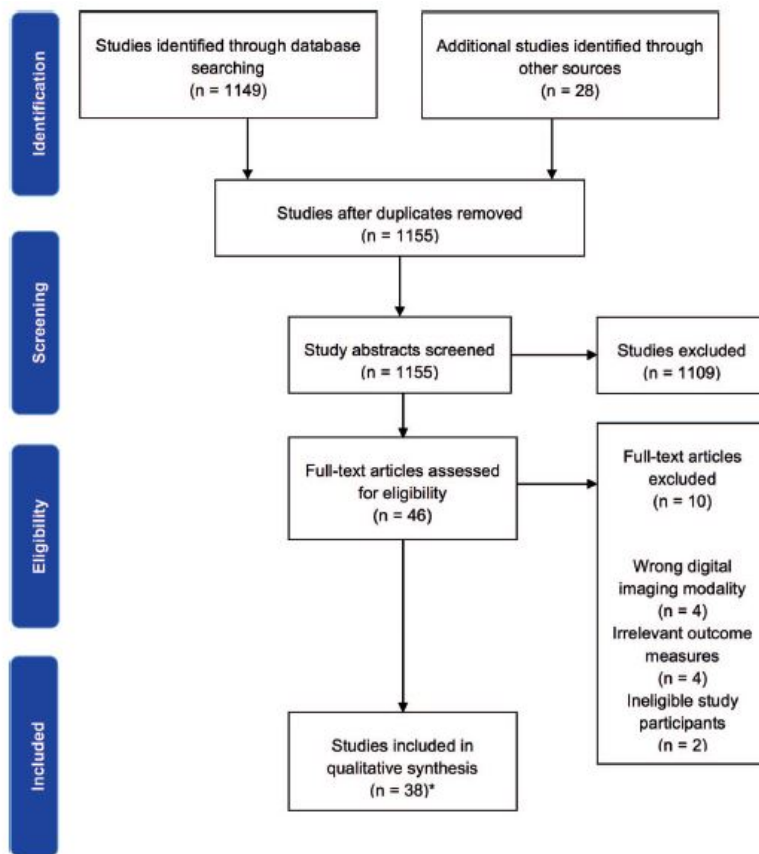 Identification
Studies identified through database
searching
(n = 1149)
Additional studies identified through
other sources
(n = 28)
Studies after duplicates removed
(n = 1155)
Screening
Study abstracts screened
(n = 1155)
Studies excluded
(n = 1109)
Eligibility
Full-text articles assessed
for eligibility
(n = 46)
Full-text articles
excluded
(n = 10)
Wrong digital
imaging modality
(n = 4)
Irrelevant outcome
measures
(n = 4)
Ineligible study
participants
(n = 2)
Included
Studies included in
qualitative synthesis
(n = 38)*